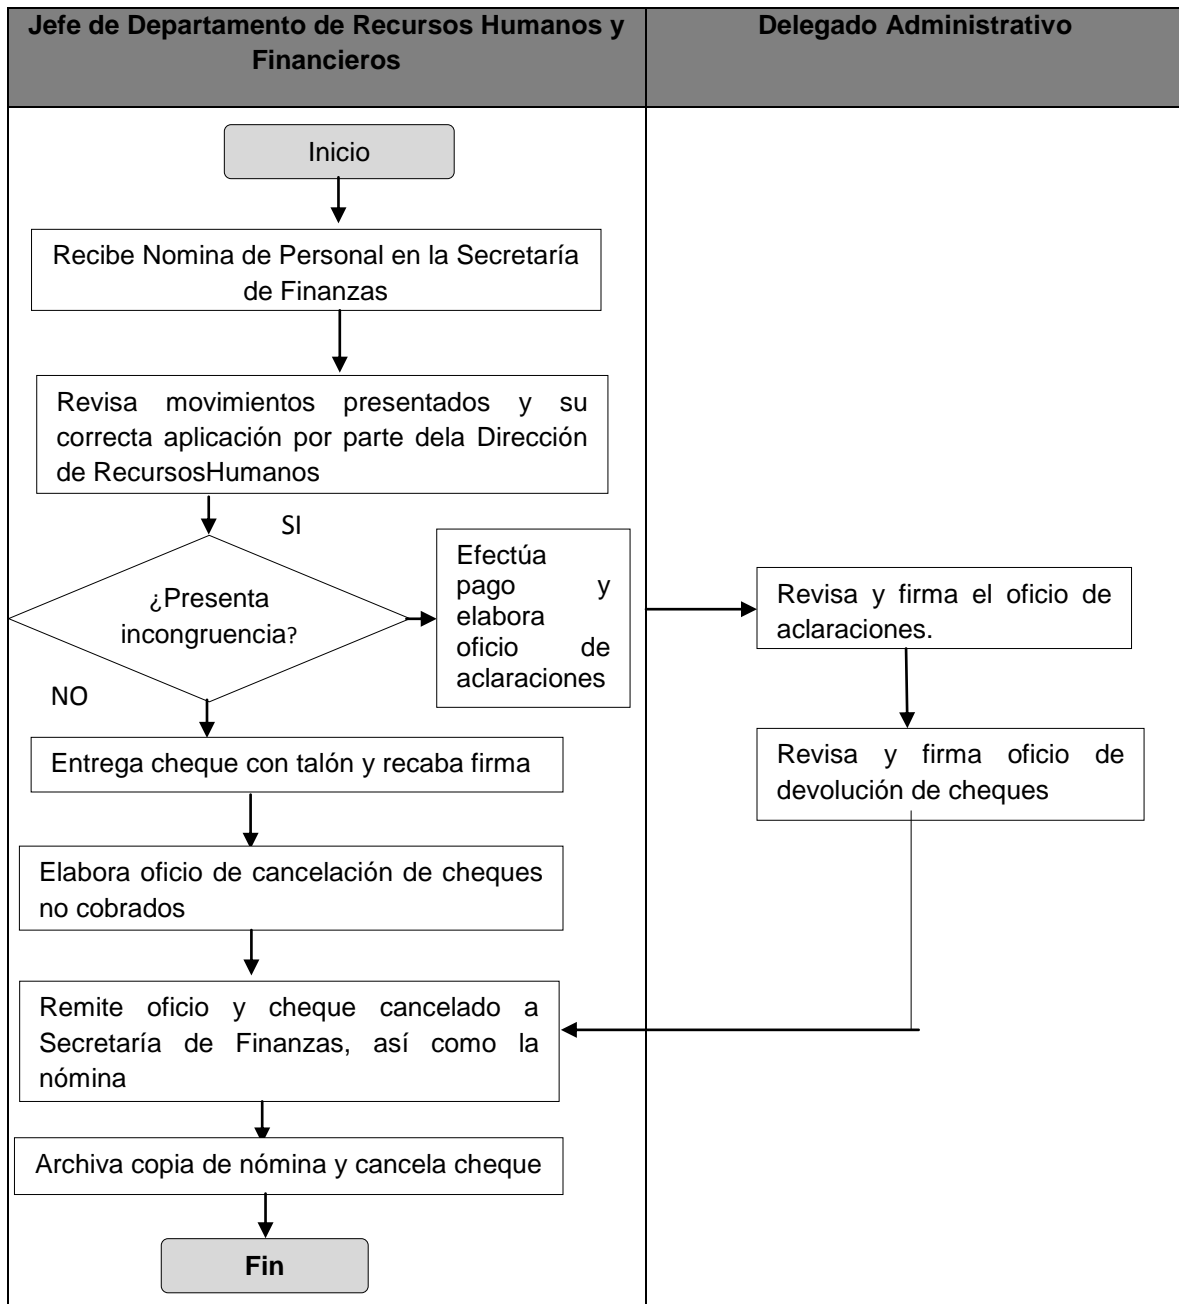 Jefe de Departamento de Recursos Humanos y
Financieros
Delegado Administrativo
Inicio
Recibe Nomina de Personal en la Secretaría
de Finanzas
Revisa movimientos presentados y su
correcta aplicación por parte dela Dirección
de RecursosHumanos
SI
¿Presenta
incongruencia?
NO
Efectúa
pago y
elabora
oficio de
aclaraciones
Revisa y firma el oficio de
aclaraciones.
Revisa y firma oficio de
devolución de cheques
Entrega cheque con talón y recaba firma
Elabora oficio de cancelación de cheques
no cobrados
Remite oficio y cheque cancelado a
Secretaría de Finanzas, así como la
nómina
Archiva copia de nómina y cancela cheque
Fin